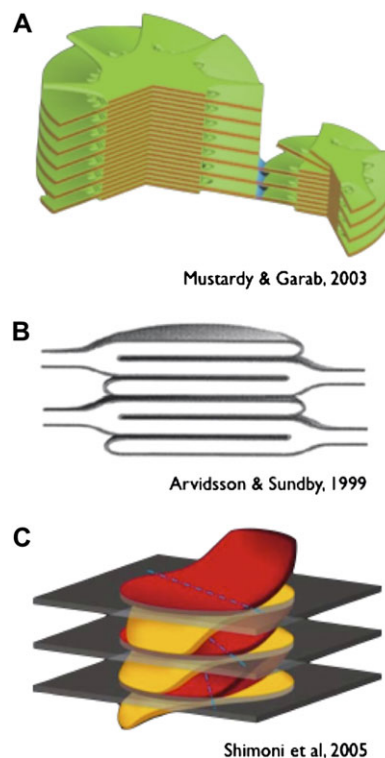 A
Mustardy & Garab, 2003
B
Arvidsson & Sundby, 1999
C
Shimoni et al, 2005